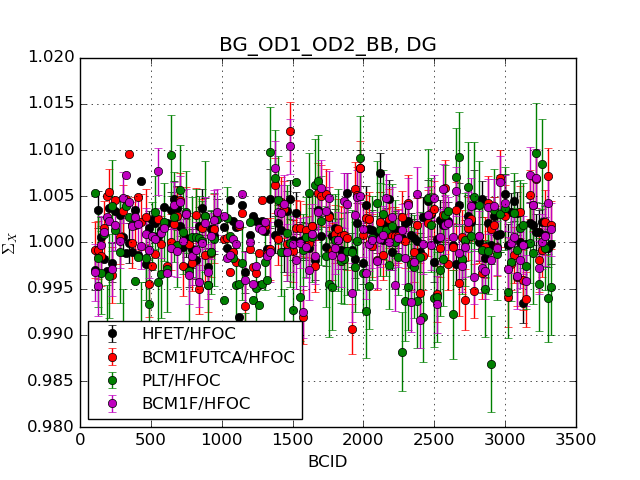 BG_OD1_OD2_BB, DG
1.020
1.015
1.010
1.005
1.000
0.995
0.990
0.985
0.980
Σ_X
HFET/HFOC
BCM1FUTCA/HFOC
PLT/HFOC
BCM1F/HFOC
0 500 1000 1500 2000 2500 3000 3500
BCID